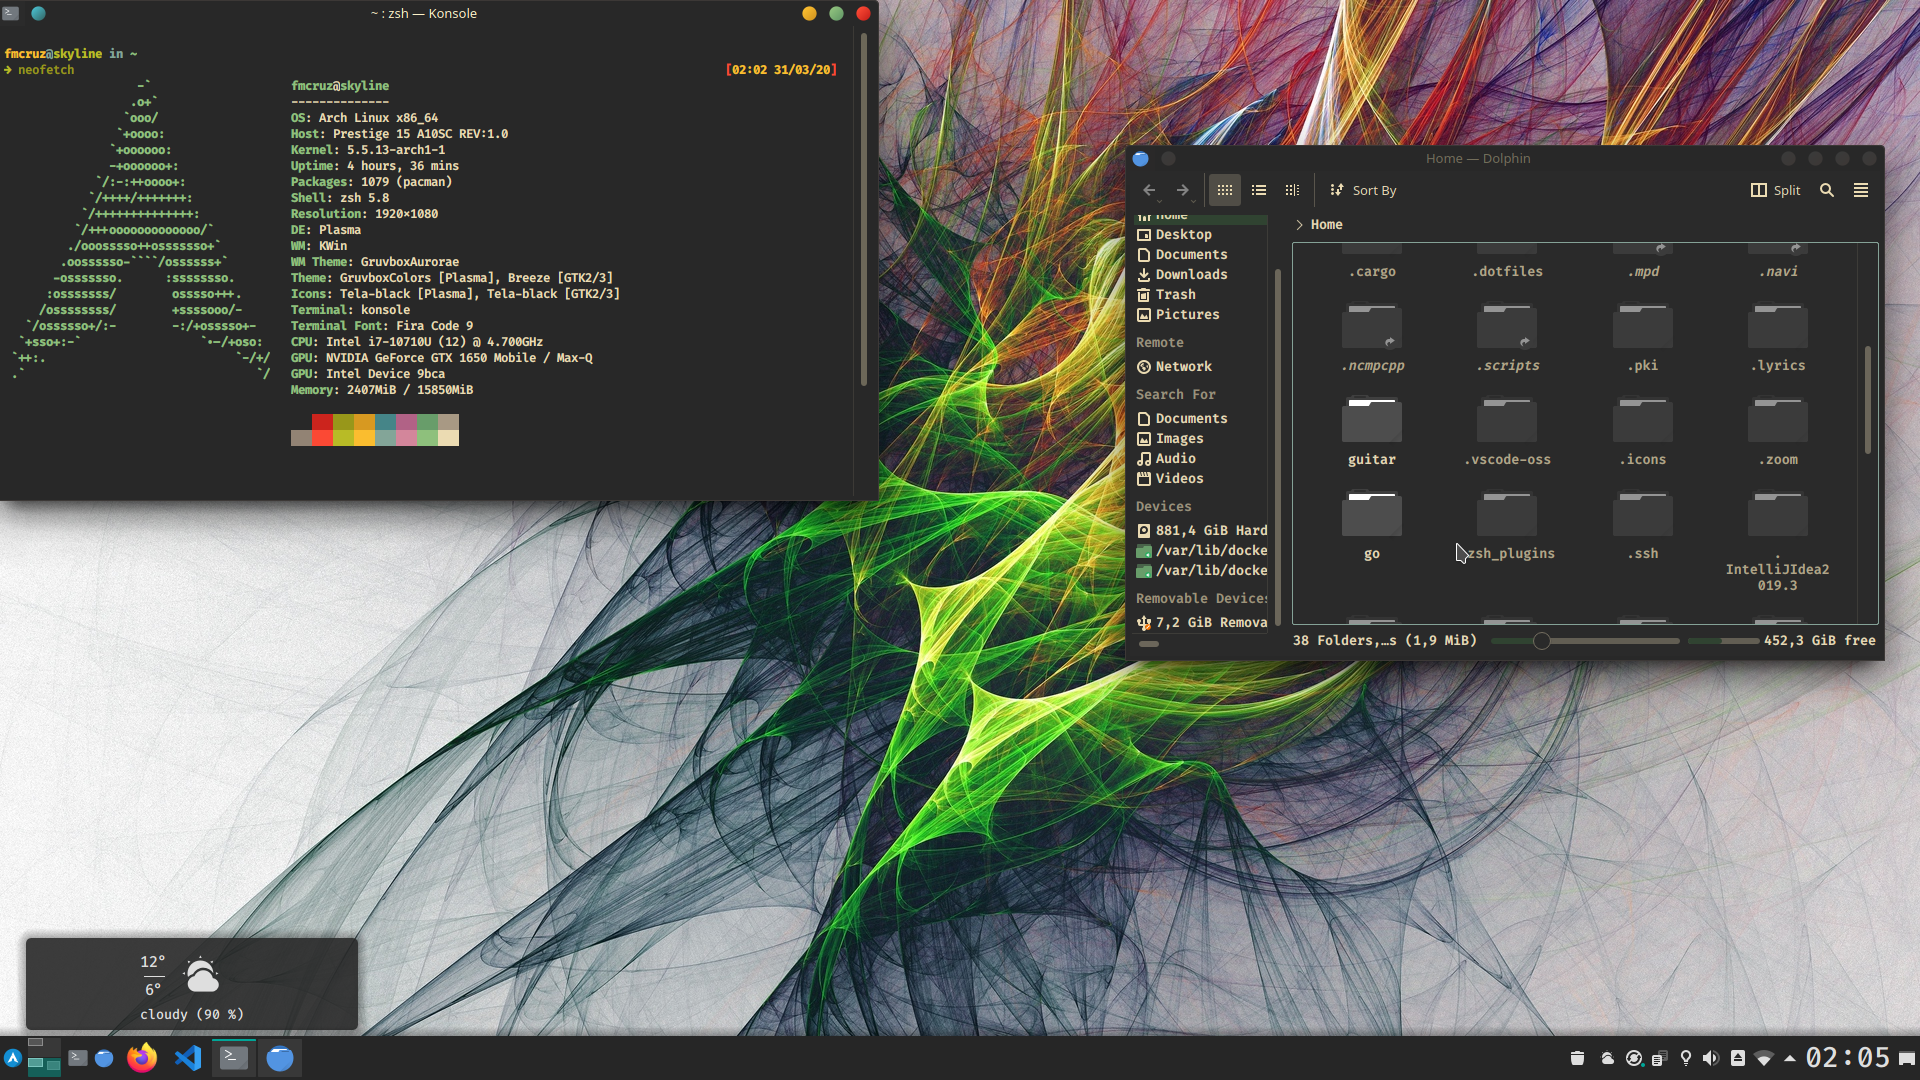 ~ : zsh — Konsole
fmcruz@skyline in ~
➜ neofetch
[02:02 31/03/20]
fmcruz@skyline
--------------
OS: Arch Linux x86_64
Host: Prestige 15 A10SC REV:1.0
Kernel: 5.5.13-arch1-1
Uptime: 4 hours, 36 mins
Packages: 1079 (pacman)
Shell: zsh 5.8
Resolution: 1920×1080
DE: Plasma
WM: KWin
WM Theme: GruvboxAurorae
Theme: GruvboxColors [Plasma], Breeze [GTK2/3]
Icons: Tela-black [Plasma], Tela-black [GTK2/3]
Terminal: konsole
Terminal Font: Fira Code 9
CPU: Intel i7-10710U (12) @ 4.700GHz
GPU: NVIDIA GeForce GTX 1650 Mobile / Max-Q
GPU: Intel Device 9bca
Memory: 2407MiB / 15850MiB
Home — Dolphin
Sort By
Split
Home
Desktop
Documents
Downloads
Trash
Pictures
Remote
Network
Search For
Documents
Images
Audio
Videos
Devices
881,4 GiB Hard
/var/lib/docke
/var/lib/docke
Removable Devices
7,2 GiB Remova
> Home
.cargo
.dotfiles
.mpd
.navi
.ncmpcpp
.scripts
.pki
.lyrics
guitar
.vscode-oss
.icons
.zoom
go
zsh_plugins
.ssh
.
IntelliJIdea2
019.3
38 Folders,…s (1,9 MiB)
452,3 GiB free
12°
6°
cloudy (90 %)
02:05